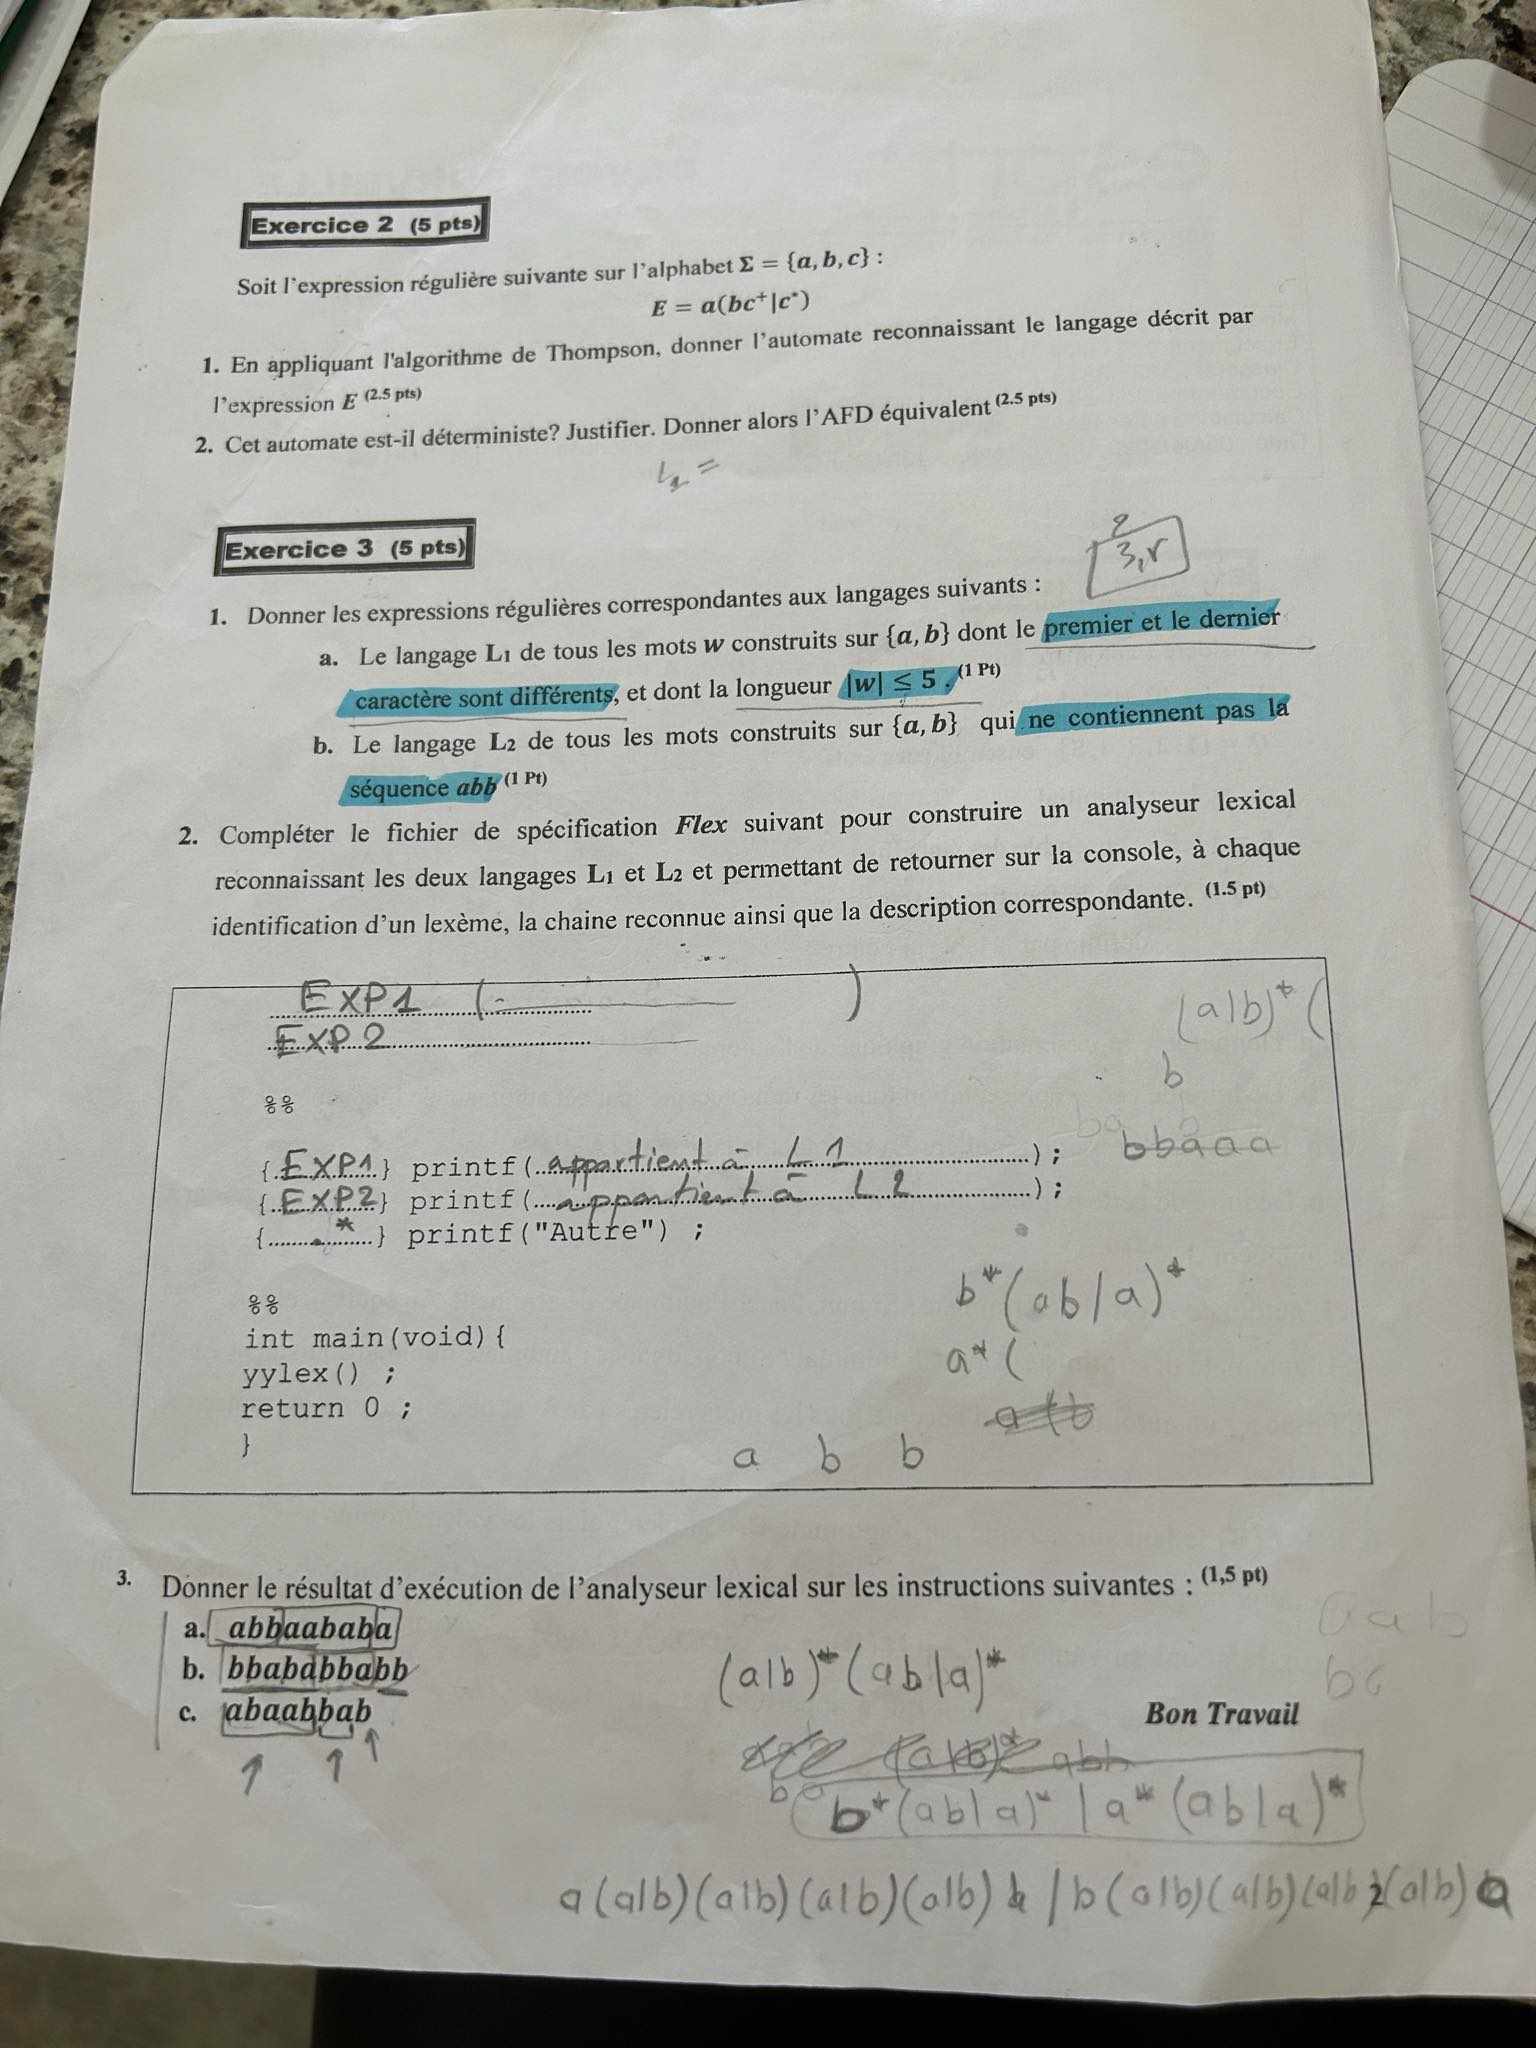 Exercice 2 (5 pts)
Soit l'expression régulière suivante sur l'alphabet Σ = {a, b, c} :
E = a(bc⁺|c*)
1. En appliquant l'algorithme de Thompson, donner l'automate reconnaissant le langage décrit par
l'expression E (2.5 pts)
2. Cet automate est-il déterministe? Justifier. Donner alors l'AFD équivalent (2.5 pts)
L₂ =
Exercice 3 (5 pts)
2
3,r
1. Donner les expressions régulières correspondantes aux langages suivants :
a. Le langage L₁ de tous les mots w construits sur {a, b} dont le premier et le dernier
caractère sont différents, et dont la longueur |w| ≤ 5 . (1 Pt)
b. Le langage L₂ de tous les mots construits sur {a, b} qui ne contiennent pas la
séquence abb (1 Pt)
2. Compléter le fichier de spécification Flex suivant pour construire un analyseur lexical
reconnaissant les deux langages L₁ et L₂ et permettant de retourner sur la console, à chaque
identification d'un lexème, la chaine reconnue ainsi que la description correspondante. (1.5 pt)
EXP1 ( )
(a|b)* (
EXP2
b
%%
bbaaa
{ EXP1 } printf( appartient à L1 ) ;
{ EXP2 } printf( appartient à L2 ) ;
{ .* } printf("Autre") ;
b* (ab/a)*
%%
int main(void){
a* (
yylex() ;
return 0 ;
}
a b b
3. Donner le résultat d'exécution de l'analyseur lexical sur les instructions suivantes : (1,5 pt)
aab
a. abbaababa
b. bbababbabb
(a|b)* (ab|a)*
c. abaabbab
Bon Travail
b* (ab|a)* | a* (ab|a)*
a (a|b) (a|b) (a|b) (a|b) b / b (a|b) (a|b) (a|b) (a|b) a
2